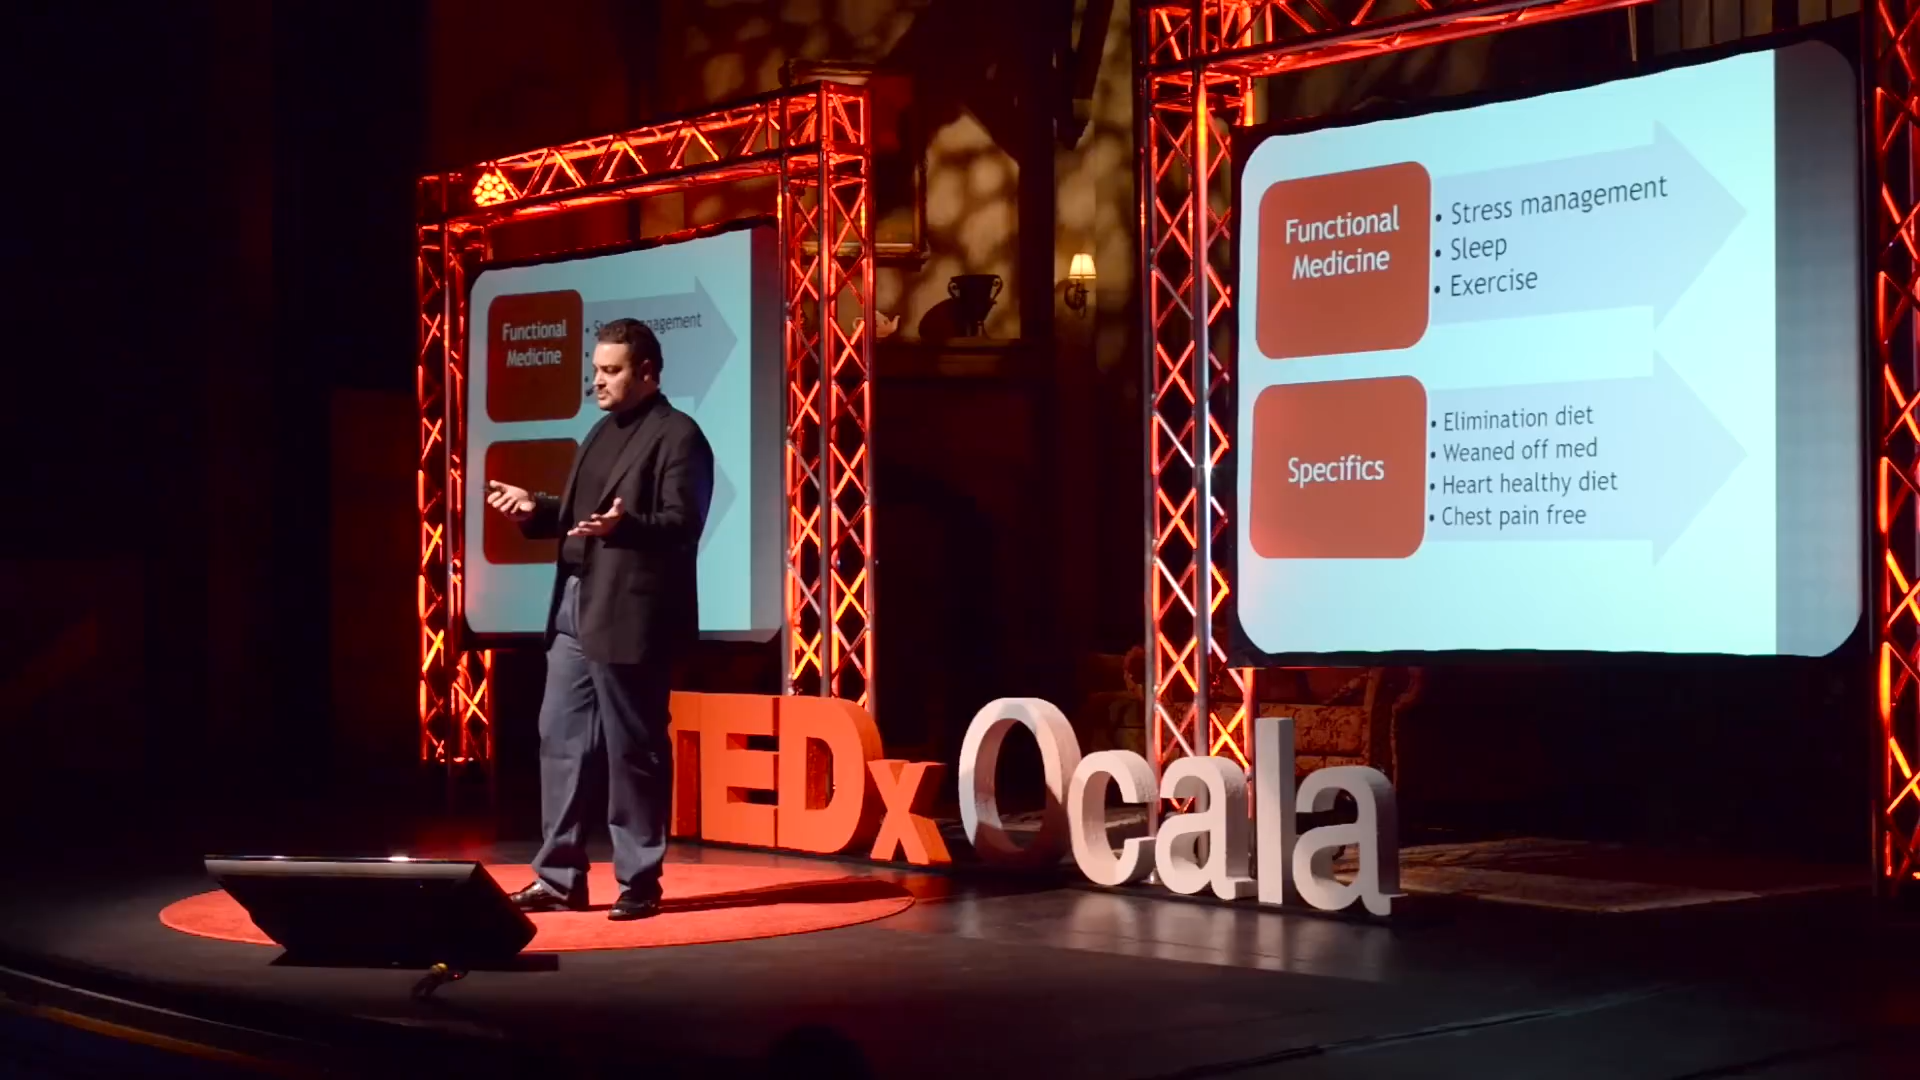 Functional
Medicine
• Stress management
• Sleep
• Exercise
Specifics
• Elimination diet
• Weaned off med
• Heart healthy diet
• Chest pain free
Functional
Medicine
management
TEDx Ocala